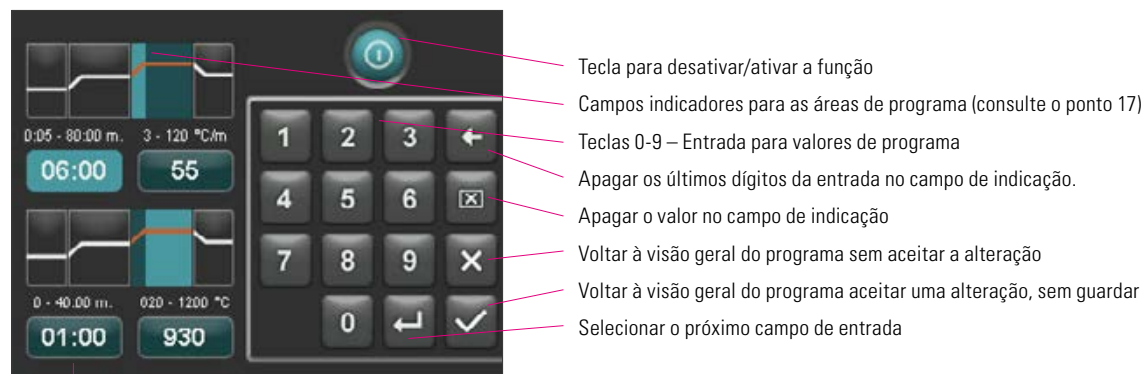 0:05 - 80:00 m. 3 - 120 °C/m
06:00 55
0 - 40.00 m. 020 - 1200 °C
01:00 930
1 2 3
4 5 6
7 8 9
0
Tecla para desativar/ativar a função
Campos indicadores para as áreas de programa (consulte o ponto 17)
Teclas 0-9 – Entrada para valores de programa
Apagar os últimos dígitos da entrada no campo de indicação.
Apagar o valor no campo de indicação
Voltar à visão geral do programa sem aceitar a alteração
Voltar à visão geral do programa aceitar uma alteração, sem guardar
Selecionar o próximo campo de entrada